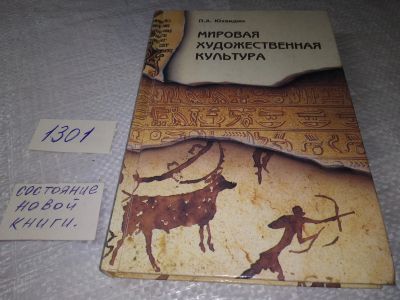 П.А. Юхвидин
МИРОВАЯ
ХУДОЖЕСТВЕННАЯ
КУЛЬТУРА
1301
состояние
новой
книги.